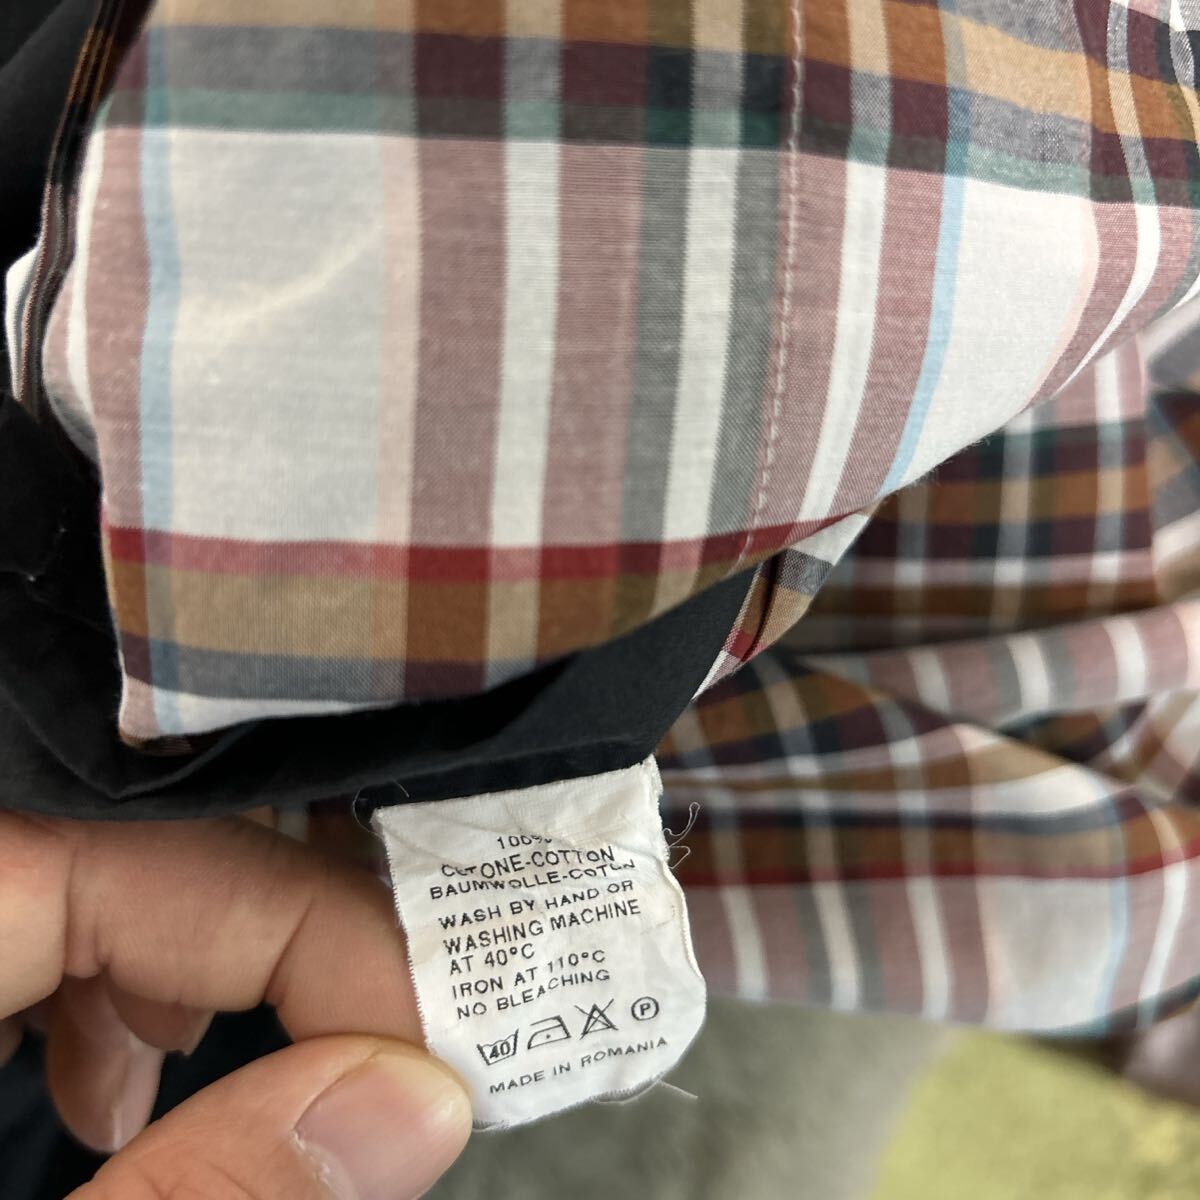 100%
COTONE-COTTON
BAUMWOLLE-COTON
WASH BY HAND OR
WASHING MACHINE
AT 40°C
IRON AT 110°C
NO BLEACHING
40 P
MADE IN ROMANIA